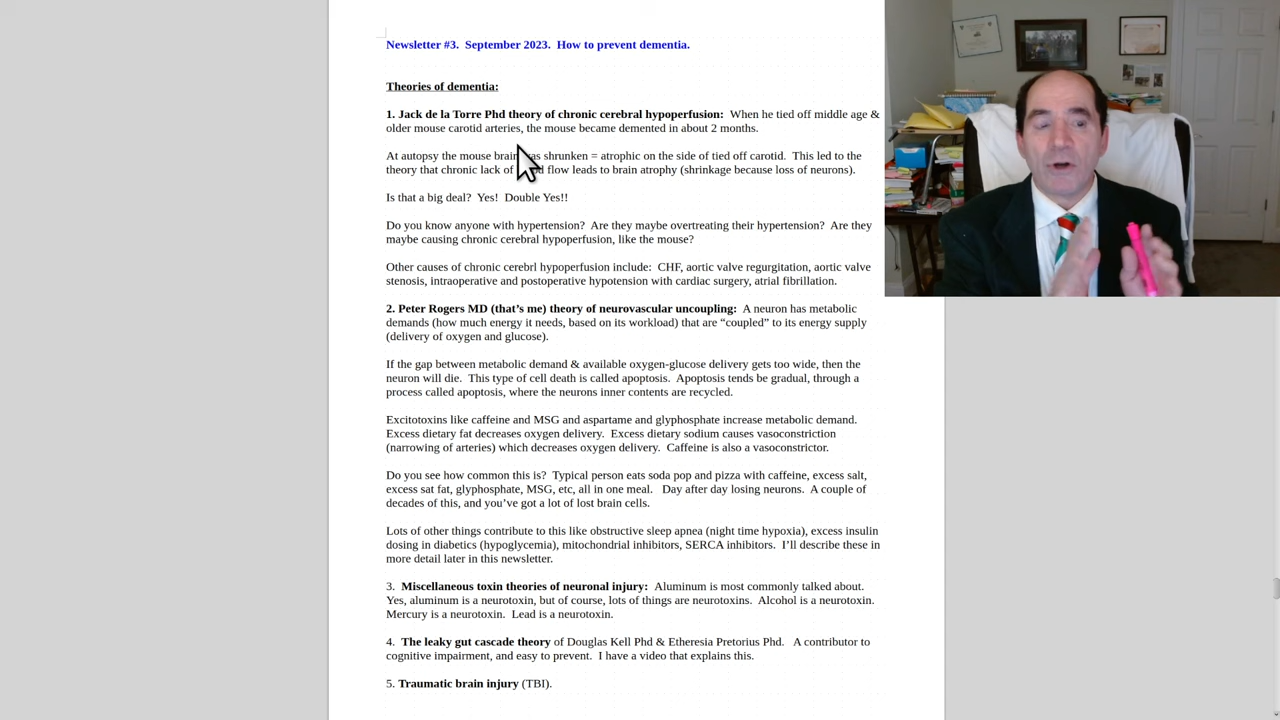 Newsletter #3.  September 2023.  How to prevent dementia.
Theories of dementia:
1. Jack de la Torre Phd theory of chronic cerebral hypoperfusion:  When he tied off middle age &
older mouse carotid arteries, the mouse became demented in about 2 months.
At autopsy the mouse brain was shrunken = atrophic on the side of tied off carotid.  This led to the
theory that chronic lack of flow leads to brain atrophy (shrinkage because loss of neurons).
Is that a big deal?  Yes!  Double Yes!!
Do you know anyone with hypertension?  Are they maybe overtreating their hypertension?  Are they
maybe causing chronic cerebral hypoperfusion, like the mouse?
Other causes of chronic cerebrl hypoperfusion include:  CHF, aortic valve regurgitation, aortic valve
stenosis, intraoperative and postoperative hypotension with cardiac surgery, atrial fibrillation.
2. Peter Rogers MD (that’s me) theory of neurovascular uncoupling:  A neuron has metabolic
demands (how much energy it needs, based on its workload) that are “coupled” to its energy supply
(delivery of oxygen and glucose).
If the gap between metabolic demand & available oxygen-glucose delivery gets too wide, then the
neuron will die.  This type of cell death is called apoptosis.  Apoptosis tends be gradual, through a
process called apoptosis, where the neurons inner contents are recycled.
Excitotoxins like caffeine and MSG and aspartame and glyphosphate increase metabolic demand.
Excess dietary fat decreases oxygen delivery.  Excess dietary sodium causes vasoconstriction
(narrowing of arteries) which decreases oxygen delivery.  Caffeine is also a vasoconstrictor.
Do you see how common this is?  Typical person eats soda pop and pizza with caffeine, excess salt,
excess sat fat, glyphosphate, MSG, etc, all in one meal.   Day after day losing neurons.  A couple of
decades of this, and you’ve got a lot of lost brain cells.
Lots of other things contribute to this like obstructive sleep apnea (night time hypoxia), excess insulin
dosing in diabetics (hypoglycemia), mitochondrial inhibitors, SERCA inhibitors.  I’ll describe these in
more detail later in this newsletter.
3.  Miscellaneous toxin theories of neuronal injury:  Aluminum is most commonly talked about.
Yes, aluminum is a neurotoxin, but of course, lots of things are neurotoxins.  Alcohol is a neurotoxin.
Mercury is a neurotoxin.  Lead is a neurotoxin.
4.  The leaky gut cascade theory of Douglas Kell Phd & Etheresia Pretorius Phd.   A contributor to
cognitive impairment, and easy to prevent.  I have a video that explains this.
5. Traumatic brain injury (TBI).